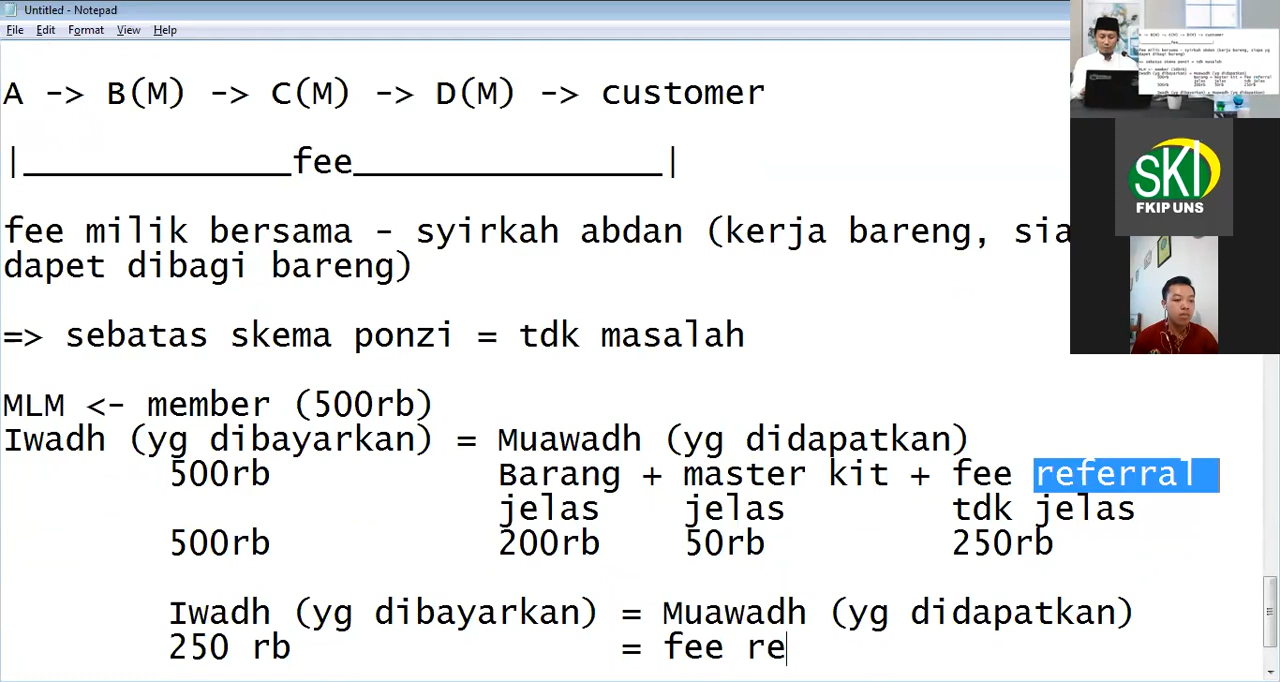 Untitled - Notepad
File Edit Format View Help
A -> B(M) -> C(M) -> D(M) -> customer
|_____________fee_______________|
fee milik bersama - syirkah abdan (kerja bareng, sia
dapet dibagi bareng)
=> sebatas skema ponzi = tdk masalah
MLM <- member (500rb)
Iwadh (yg dibayarkan) = Muawadh (yg didapatkan)
500rb Barang + master kit + fee referral
jelas jelas tdk jelas
500rb 200rb 50rb 250rb
Iwadh (yg dibayarkan) = Muawadh (yg didapatkan)
250 rb = fee re
SKI
FKIP UNS